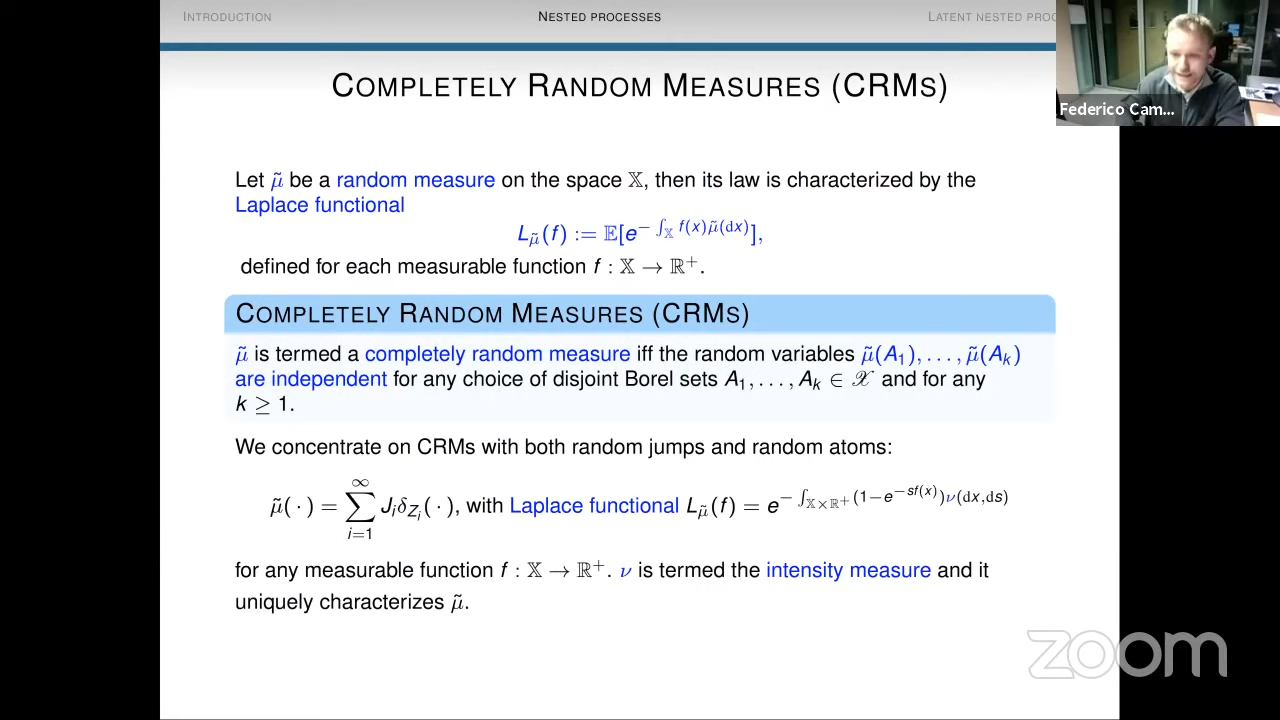 INTRODUCTION NESTED PROCESSES LATENT NESTED PROC
COMPLETELY RANDOM MEASURES (CRMS)
Federico Cam...
Let μ̃ be a random measure on the space 𝕏, then its law is characterized by the
Laplace functional
L_μ̃(f) := 𝔼[e^{− ∫_𝕏 f(x)μ̃(dx)}],
defined for each measurable function f : 𝕏 → ℝ⁺.
COMPLETELY RANDOM MEASURES (CRMS)
μ̃ is termed a completely random measure iff the random variables μ̃(A₁), . . . , μ̃(A_k)
are independent for any choice of disjoint Borel sets A₁, . . . , A_k ∈ 𝒳 and for any
k ≥ 1.
We concentrate on CRMs with both random jumps and random atoms:
μ̃( · ) = ∑_{i=1}^{∞} J_i δ_{Z_i}( · ), with Laplace functional L_μ̃(f) = e^{− ∫_{𝕏×ℝ⁺} (1−e^{−sf(x)})ν(dx,ds)}
for any measurable function f : 𝕏 → ℝ⁺. ν is termed the intensity measure and it
uniquely characterizes μ̃.
zoom